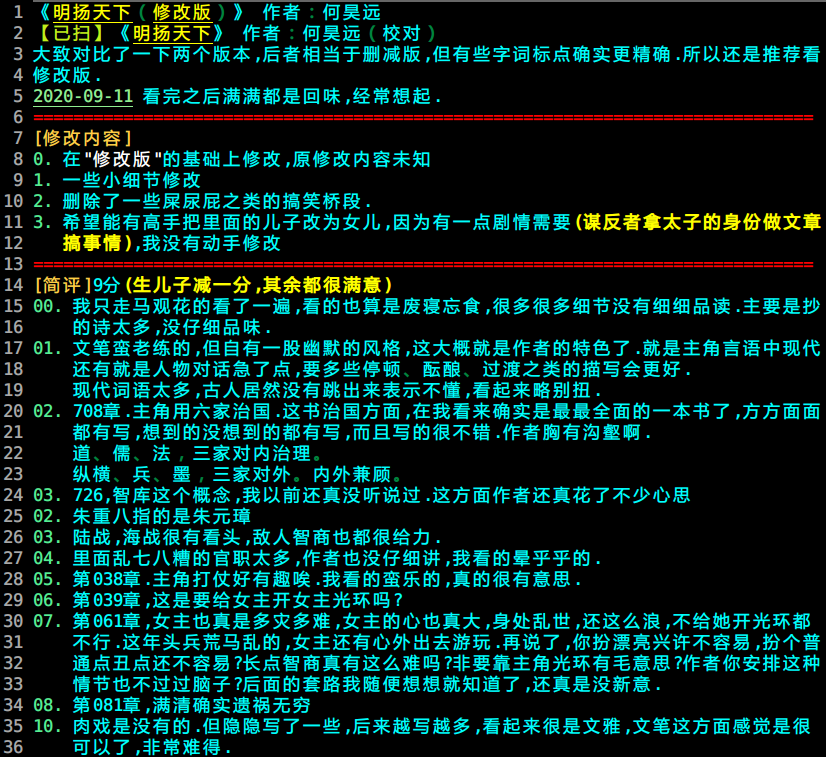 1 《明扬天下(修改版)》 作者:何昊远
2 【已扫】《明扬天下》 作者:何昊远(校对)
3 大致对比了一下两个版本,后者相当于删减版,但有些字词标点确实更精确.所以还是推荐看
4 修改版.
5 2020-09-11 看完之后满满都是回味,经常想起.
6 ==============================================================================
7 [修改内容]
8 0. 在"修改版"的基础上修改,原修改内容未知
9 1. 一些小细节修改
10 2. 删除了一些屎尿屁之类的搞笑桥段.
11 3. 希望能有高手把里面的儿子改为女儿,因为有一点剧情需要(谋反者拿太子的身份做文章
12 搞事情),我没有动手修改
13 ==============================================================================
14 [简评]9分(生儿子减一分,其余都很满意)
15 00. 我只走马观花的看了一遍,看的也算是废寝忘食,很多很多细节没有细细品读.主要是抄
16 的诗太多,没仔细品味.
17 01. 文笔蛮老练的,但自有一股幽默的风格,这大概就是作者的特色了.就是主角言语中现代
18 还有就是人物对话急了点,要多些停顿、酝酿、过渡之类的描写会更好.
19 现代词语太多,古人居然没有跳出来表示不懂,看起来略别扭.
20 02. 708章.主角用六家治国.这书治国方面,在我看来确实是最最全面的一本书了,方方面面
21 都有写,想到的没想到的都有写,而且写的很不错.作者胸有沟壑啊.
22 道、儒、法,三家对内治理。
23 纵横、兵、墨,三家对外。内外兼顾。
24 03. 726,智库这个概念,我以前还真没听说过.这方面作者还真花了不少心思
25 02. 朱重八指的是朱元璋
26 03. 陆战,海战很有看头,敌人智商也都很给力.
27 04. 里面乱七八糟的官职太多,作者也没仔细讲,我看的晕乎乎的.
28 05. 第038章.主角打仗好有趣唉.我看的蛮乐的,真的很有意思.
29 06. 第039章,这是要给女主开女主光环吗?
30 07. 第061章,女主也真是多灾多难,女主的心也真大,身处乱世,还这么浪,不给她开光环都
31 不行.这年头兵荒马乱的,女主还有心外出去游玩.再说了,你扮漂亮兴许不容易,扮个普
32 通点丑点还不容易?长点智商真有这么难吗?非要靠主角光环有毛意思?作者你安排这种
33 情节也不过过脑子?后面的套路我随便想想就知道了,还真是没新意.
34 08. 第081章,满清确实遗祸无穷
35 10. 肉戏是没有的.但隐隐写了一些,后来越写越多,看起来很是文雅,文笔这方面感觉是很
36 可以了,非常难得.